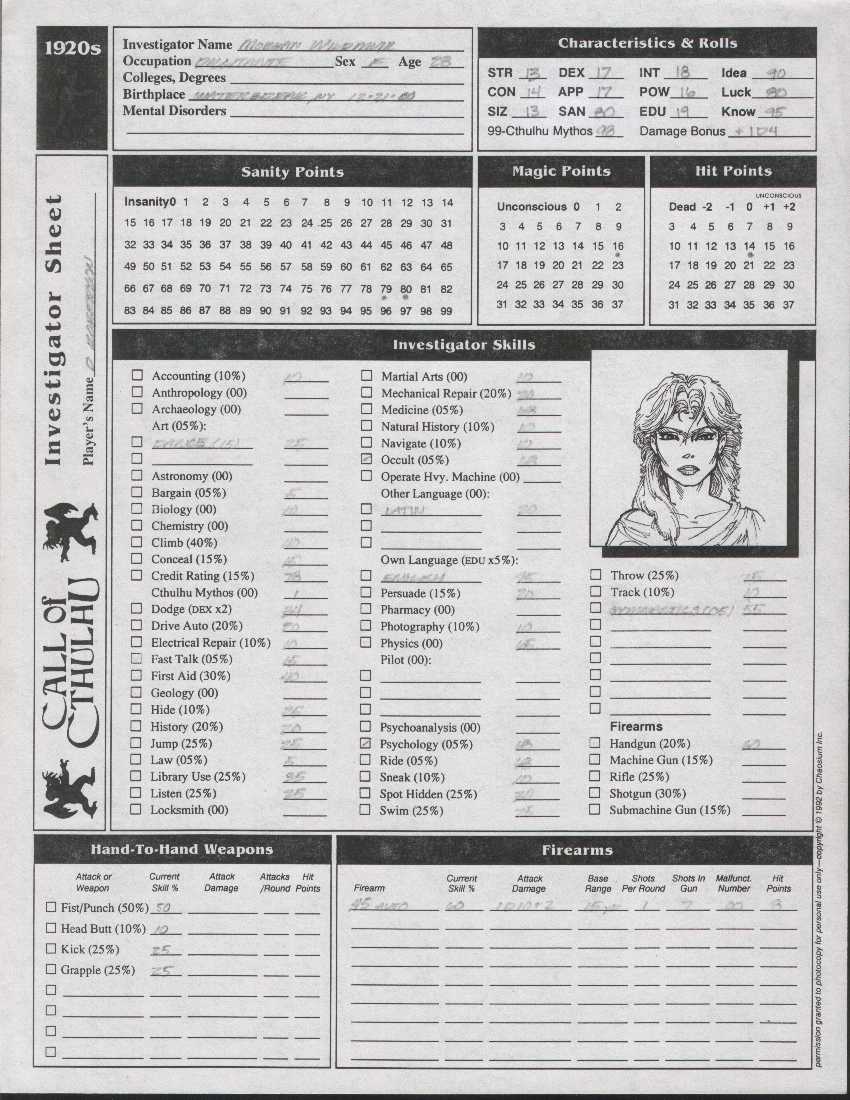 1920s
Investigator Name Morgan
Occupation Dilettante Sex F Age 28
Colleges, Degrees
Birthplace NY 12-21-00
Mental Disorders
Characteristics & Rolls
STR 13 DEX 17 INT 18 Idea 90
CON 14 APP 17 POW 16 Luck 80
SIZ 13 SAN 80 EDU 19 Know 95
99-Cthulhu Mythos 98 Damage Bonus +1D4
Investigator Sheet
Player's Name
CALL of CTHULHU
Sanity Points
Insanity0 1 2 3 4 5 6 7 8 9 10 11 12 13 14
15 16 17 18 19 20 21 22 23 24 25 26 27 28 29 30 31
32 33 34 35 36 37 38 39 40 41 42 43 44 45 46 47 48
49 50 51 52 53 54 55 56 57 58 59 60 61 62 63 64 65
66 67 68 69 70 71 72 73 74 75 76 77 78 79 80 81 82
83 84 85 86 87 88 89 90 91 92 93 94 95 96 97 98 99
Magic Points
Unconscious 0 1 2
3 4 5 6 7 8 9
10 11 12 13 14 15 16
17 18 19 20 21 22 23
24 25 26 27 28 29 30
31 32 33 34 35 36 37
Hit Points
UNCONSCIOUS
Dead -2 -1 0 +1 +2
3 4 5 6 7 8 9
10 11 12 13 14 15 16
17 18 19 20 21 22 23
24 25 26 27 28 29 30
31 32 33 34 35 36 37
Investigator Skills
Accounting (10%) 10
Anthropology (00)
Archaeology (00)
Art (05%):
Dance (15) 25
Astronomy (00)
Bargain (05%) 5
Biology (00) 10
Chemistry (00)
Climb (40%) 40
Conceal (15%) 15
Credit Rating (15%) 78
Cthulhu Mythos (00) 1
Dodge (DEX x2) 34
Drive Auto (20%) 50
Electrical Repair (10%) 10
Fast Talk (05%) 15
First Aid (30%) 40
Geology (00)
Hide (10%) 25
History (20%) 20
Jump (25%) 25
Law (05%) 5
Library Use (25%)
Listen (25%) 25
Locksmith (00)
Martial Arts (00) 10
Mechanical Repair (20%) 20
Medicine (05%)
Natural History (10%) 10
Navigate (10%) 10
Occult (05%)
Operate Hvy. Machine (00)
Other Language (00):
Latin 20
Own Language (EDU x5%):
English 95
Persuade (15%) 20
Pharmacy (00)
Photography (10%) 10
Physics (00)
Pilot (00):
Psychoanalysis (00)
Psychology (05%)
Ride (05%)
Sneak (10%) 10
Spot Hidden (25%)
Swim (25%) 25
Throw (25%) 25
Track (10%) 10
Gymnastics (05) 55
Firearms
Handgun (20%) 60
Machine Gun (15%)
Rifle (25%)
Shotgun (30%)
Submachine Gun (15%)
Hand-To-Hand Weapons
Attack or Weapon Current Skill % Attack Damage Attacks /Round Hit Points
Fist/Punch (50%) 50
Head Butt (10%) 10
Kick (25%) 25
Grapple (25%) 25
Firearms
Firearm Current Skill % Attack Damage Base Range Shots Per Round Shots In Gun Malfunct. Number Hit Points
45 auto 60 1D10+2 15 yd 1 7 00 8
permission granted to photocopy for personal use only—copyright © 1992 by Chaosium Inc.